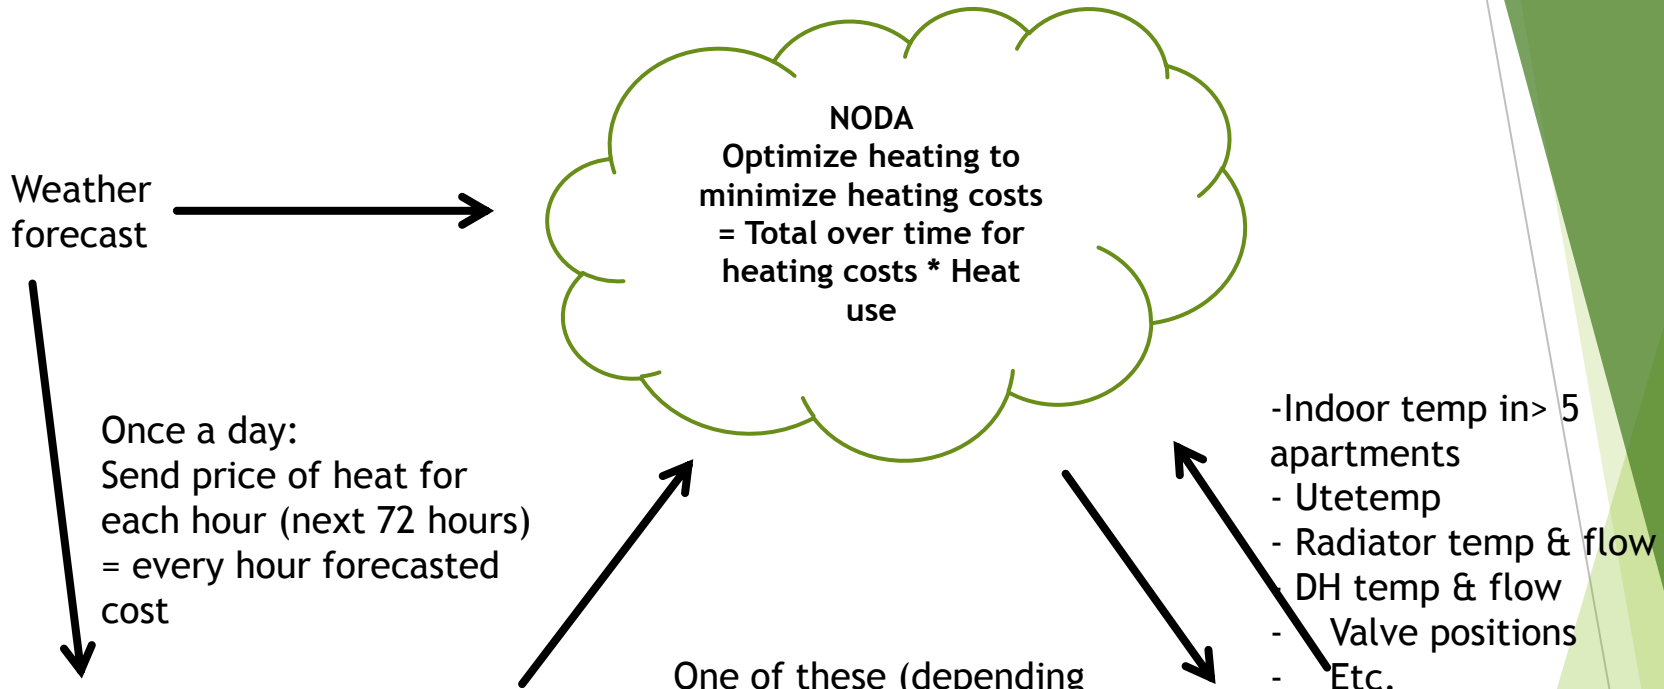 NODA
Optimize heating to
minimize heating costs
= Total over time for
heating costs * Heat
use
Weather
forecast
Once a day:
Send price of heat for
each hour (next 72 hours)
= every hour forecasted
cost
-Indoor temp in> 5
apartments
- Utetemp
- Radiator temp & flow
- DH temp & flow
- Valve positions
- Etc.
One of these (depending